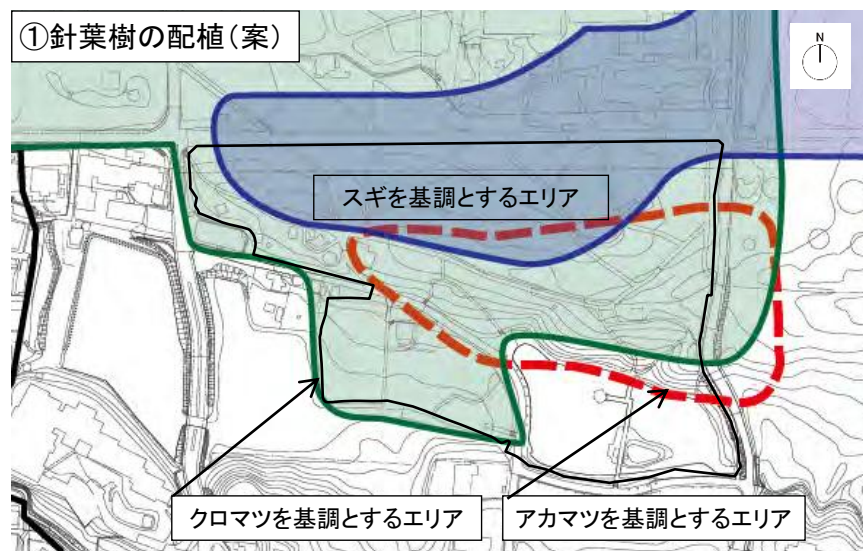 ①針葉樹の配植(案)
N
スギを基調とするエリア
クロマツを基調とするエリア
アカマツを基調とするエリア